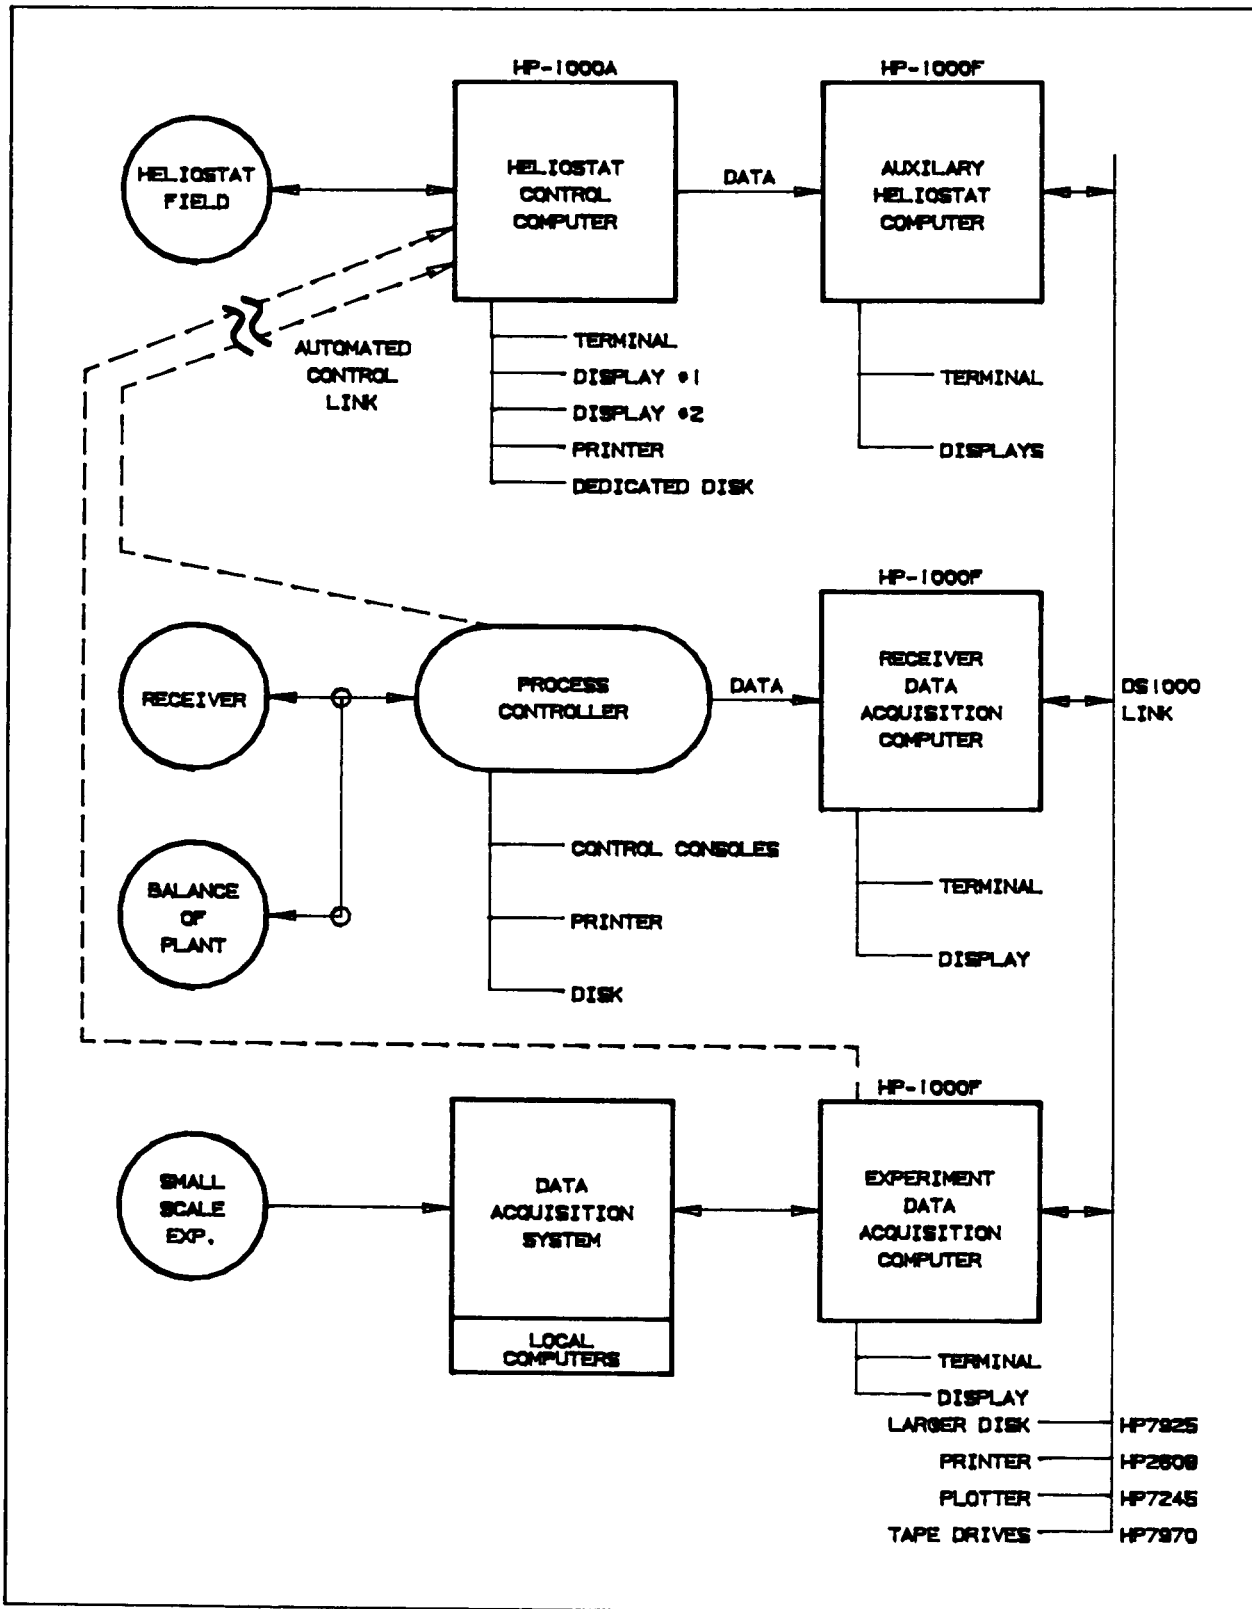 HP-1000A
HP-1000F
HELIOSTAT
FIELD
HELIOSTAT
CONTROL
COMPUTER
DATA
AUXILARY
HELIOSTAT
COMPUTER
AUTOMATED
CONTROL
LINK
TERMINAL
DISPLAY #1
DISPLAY #2
PRINTER
DEDICATED DISK
TERMINAL
DISPLAYS
HP-1000F
RECEIVER
PROCESS
CONTROLLER
DATA
RECEIVER
DATA
ACQUISITION
COMPUTER
DS1000
LINK
BALANCE
OF
PLANT
CONTROL CONSOLES
PRINTER
DISK
TERMINAL
DISPLAY
HP-1000F
SMALL
SCALE
EXP.
DATA
ACQUISITION
SYSTEM
LOCAL
COMPUTERS
EXPERIMENT
DATA
ACQUISITION
COMPUTER
TERMINAL
DISPLAY
LARGER DISK HP7925
PRINTER HP2608
PLOTTER HP7245
TAPE DRIVES HP7970